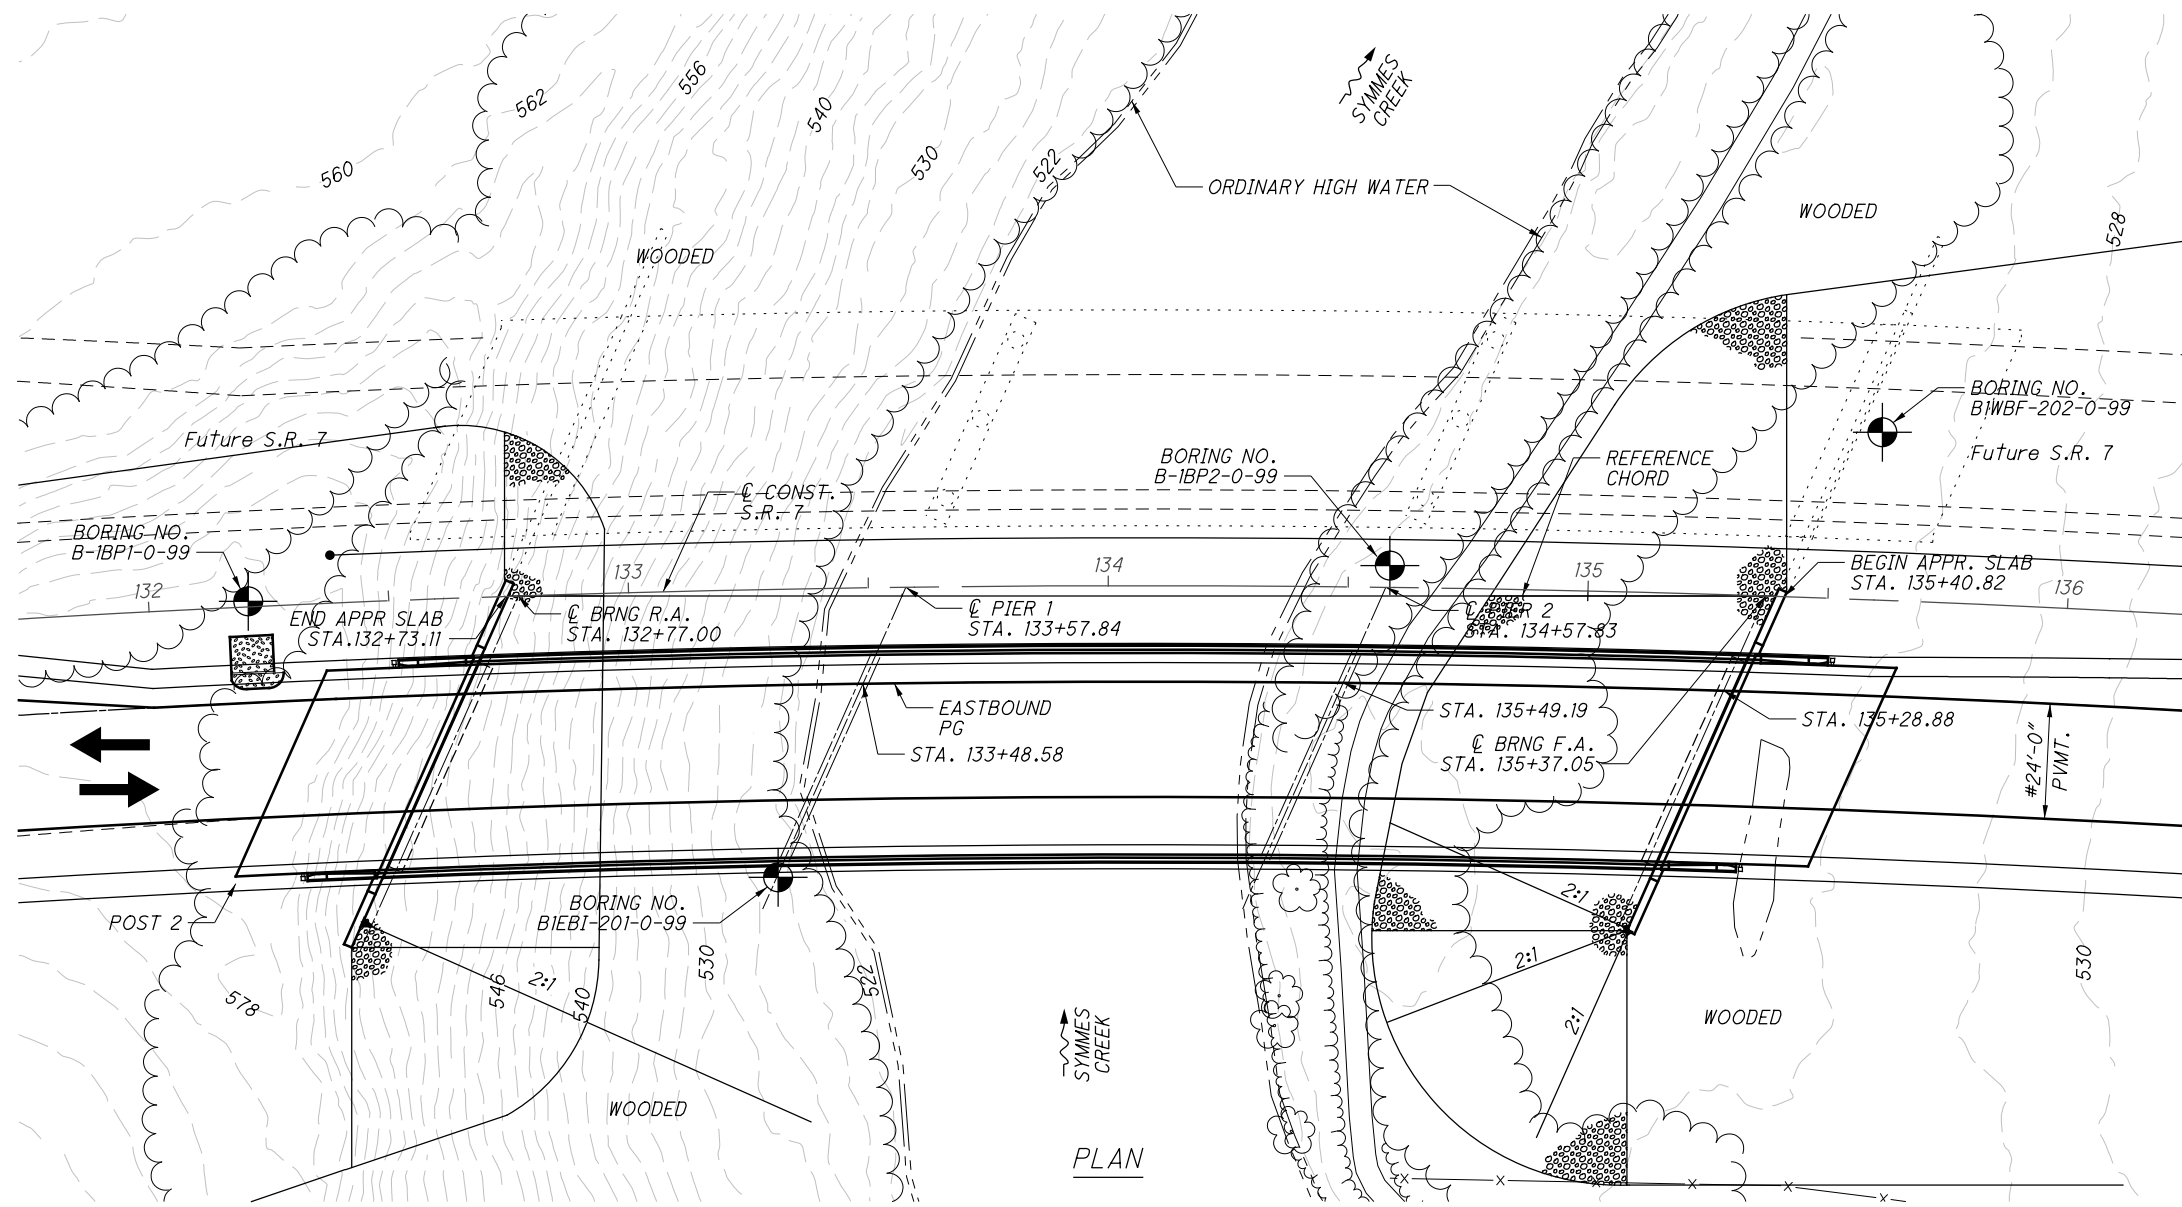 562
556
540
530
522
560
SYMMES
CREEK
ORDINARY HIGH WATER
WOODED
WOODED
528
Future S.R. 7
BORING NO.
B1WBF-202-0-99
Future S.R. 7
BORING NO.
B-1BP2-0-99
REFERENCE
CHORD
℄ CONST.
S.R. 7
BORING NO.
B-1BP1-0-99
132
133
134
135
136
BEGIN APPR. SLAB
STA. 135+40.82
END APPR SLAB
STA.132+73.11
℄ BRNG R.A.
STA. 132+77.00
℄ PIER 1
STA. 133+57.84
2
STA. 134+57.83
EASTBOUND
PG
STA. 133+48.58
STA. 135+49.19
STA. 135+28.88
℄ BRNG F.A.
STA. 135+37.05
#24'-0"
PVMT.
POST 2
BORING NO.
B1EBI-201-0-99
2:1
2:1
2:1
2:1
578
546
540
530
522
530
SYMMES
CREEK
WOODED
WOODED
PLAN
X
X
X
X
X
X